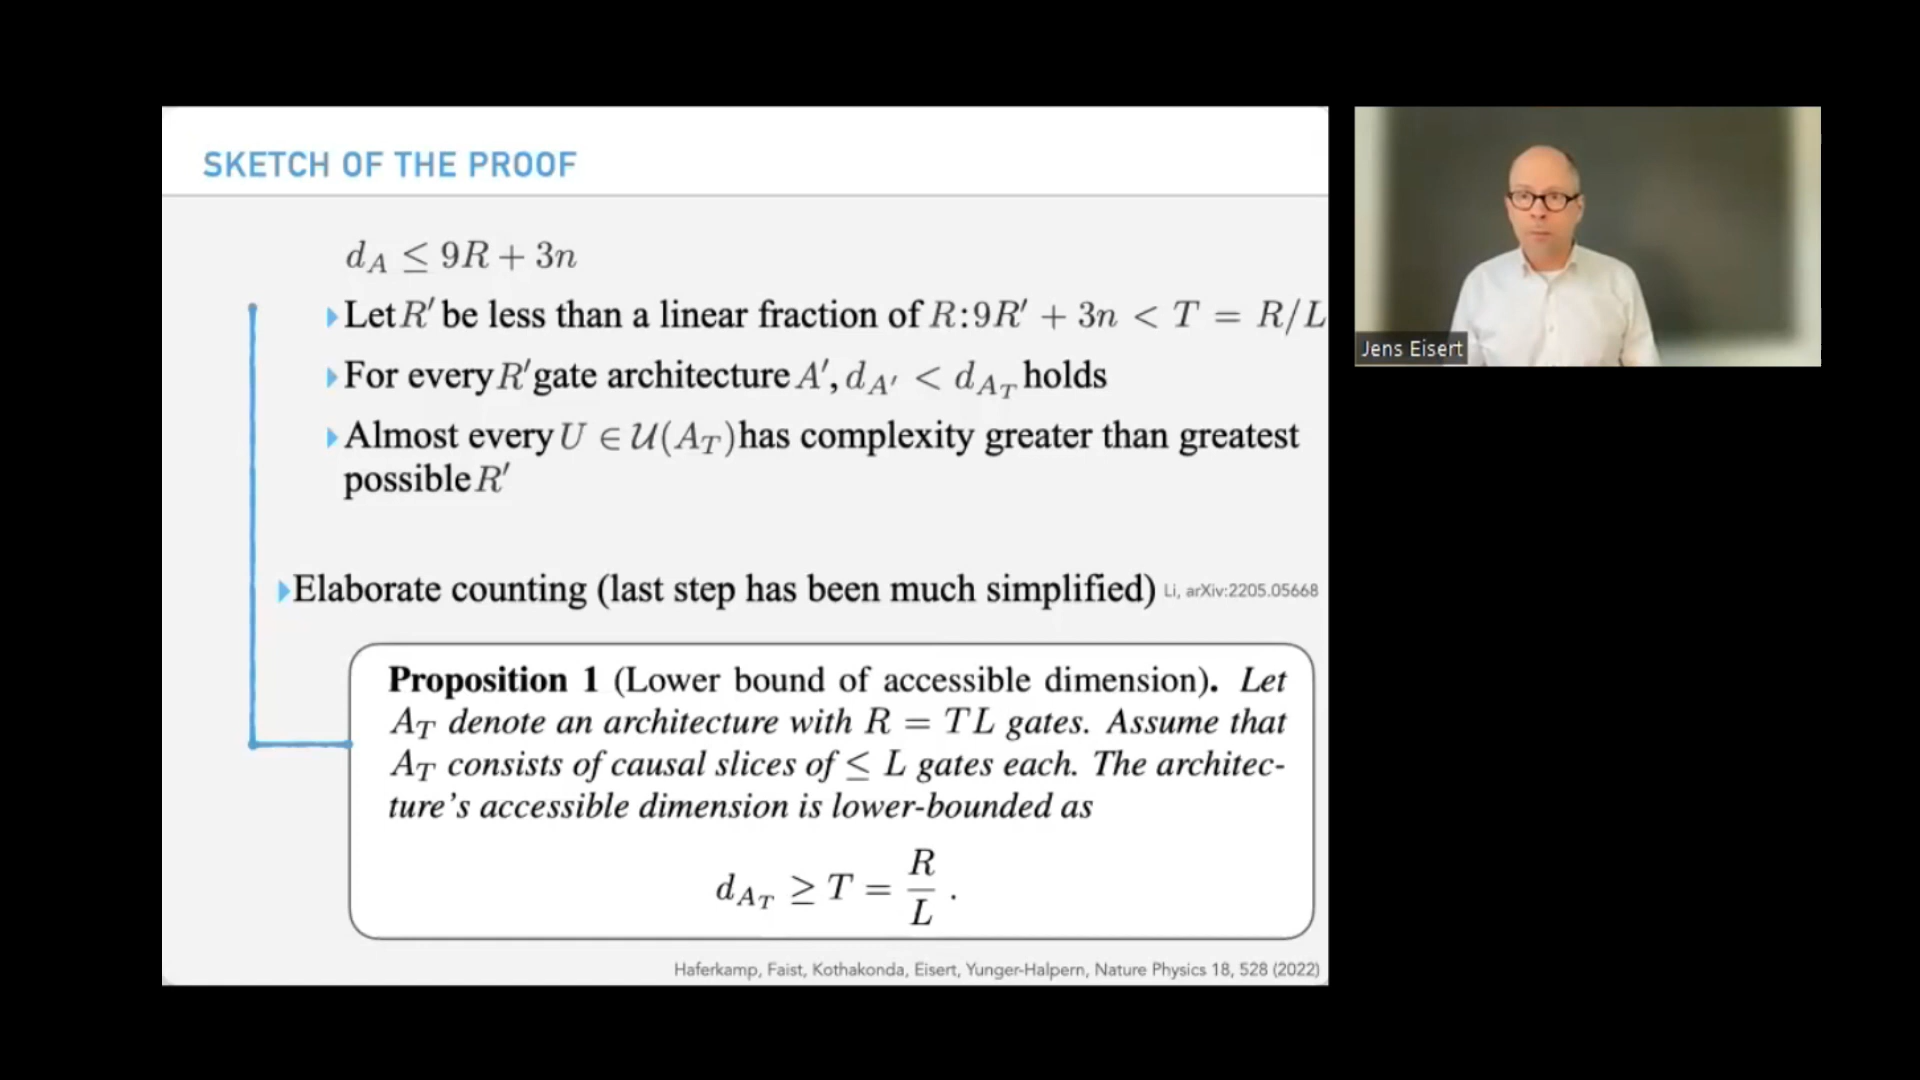 SKETCH OF THE PROOF
d_A ≤ 9R + 3n
Let R′ be less than a linear fraction of R: 9R′ + 3n < T = R/L
For every R′ gate architecture A′, d_{A′} < d_{A_T} holds
Almost every U ∈ 𝒰(A_T) has complexity greater than greatest
possible R′
Elaborate counting (last step has been much simplified) Li, arXiv:2205.05668
Proposition 1 (Lower bound of accessible dimension). Let
A_T denote an architecture with R = TL gates. Assume that
A_T consists of causal slices of ≤ L gates each. The architec-
ture's accessible dimension is lower-bounded as
d_{A_T} ≥ T = R/L .
Haferkamp, Faist, Kothakonda, Eisert, Yunger-Halpern, Nature Physics 18, 528 (2022)
Jens Eisert